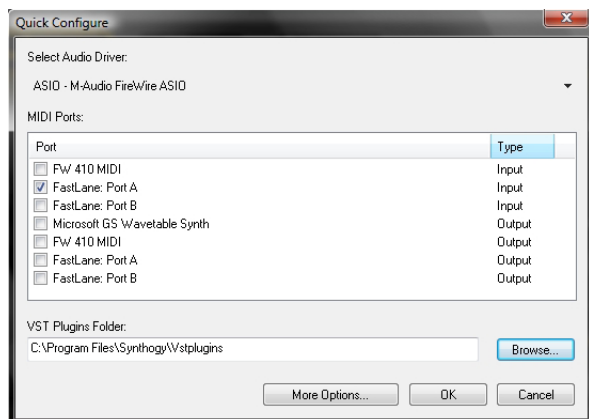 Quick Configure
Select Audio Driver:
ASIO - M-Audio FireWire ASIO
MIDI Ports:
Port Type
FW 410 MIDI Input
FastLane: Port A Input
FastLane: Port B Input
Microsoft GS Wavetable Synth Output
FW 410 MIDI Output
FastLane: Port A Output
FastLane: Port B Output
VST Plugins Folder:
C:\Program Files\Synthogy\Vstplugins Browse...
More Options... OK Cancel